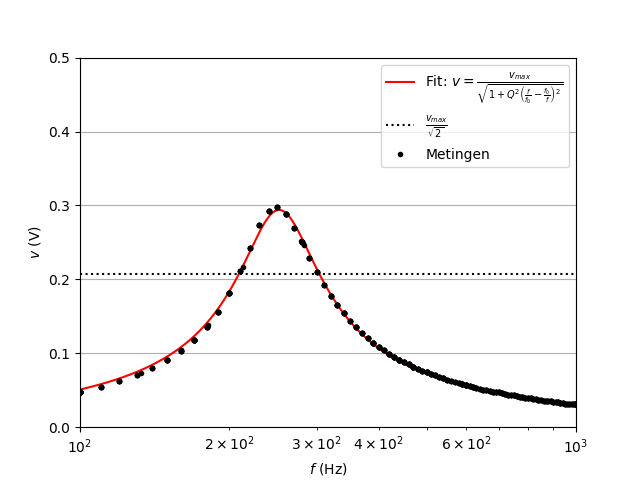 0.5
0.4
0.3
0.2
0.1
0.0
v (V)
Fit: v = v_max / √(1 + Q²(f/f₀ − f₀/f)²)
v_max / √2
Metingen
10² 2 × 10² 3 × 10² 4 × 10² 6 × 10² 10³
f (Hz)